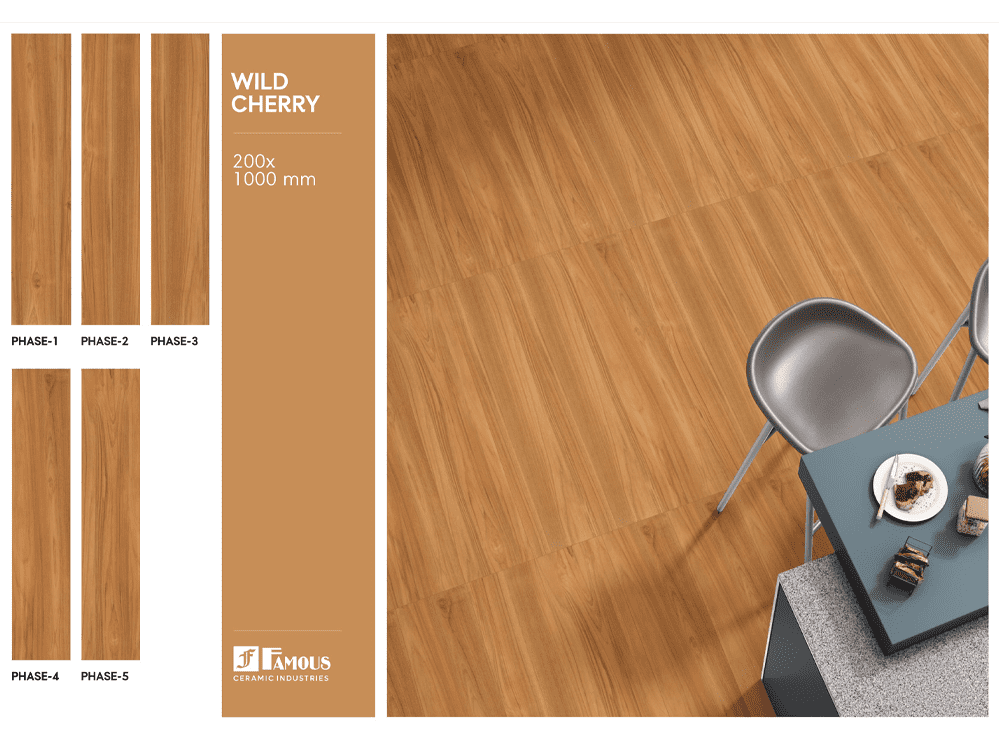 PHASE-1 PHASE-2 PHASE-3
PHASE-4 PHASE-5
WILD
CHERRY
200x
1000 mm
F FAMOUS
CERAMIC INDUSTRIES